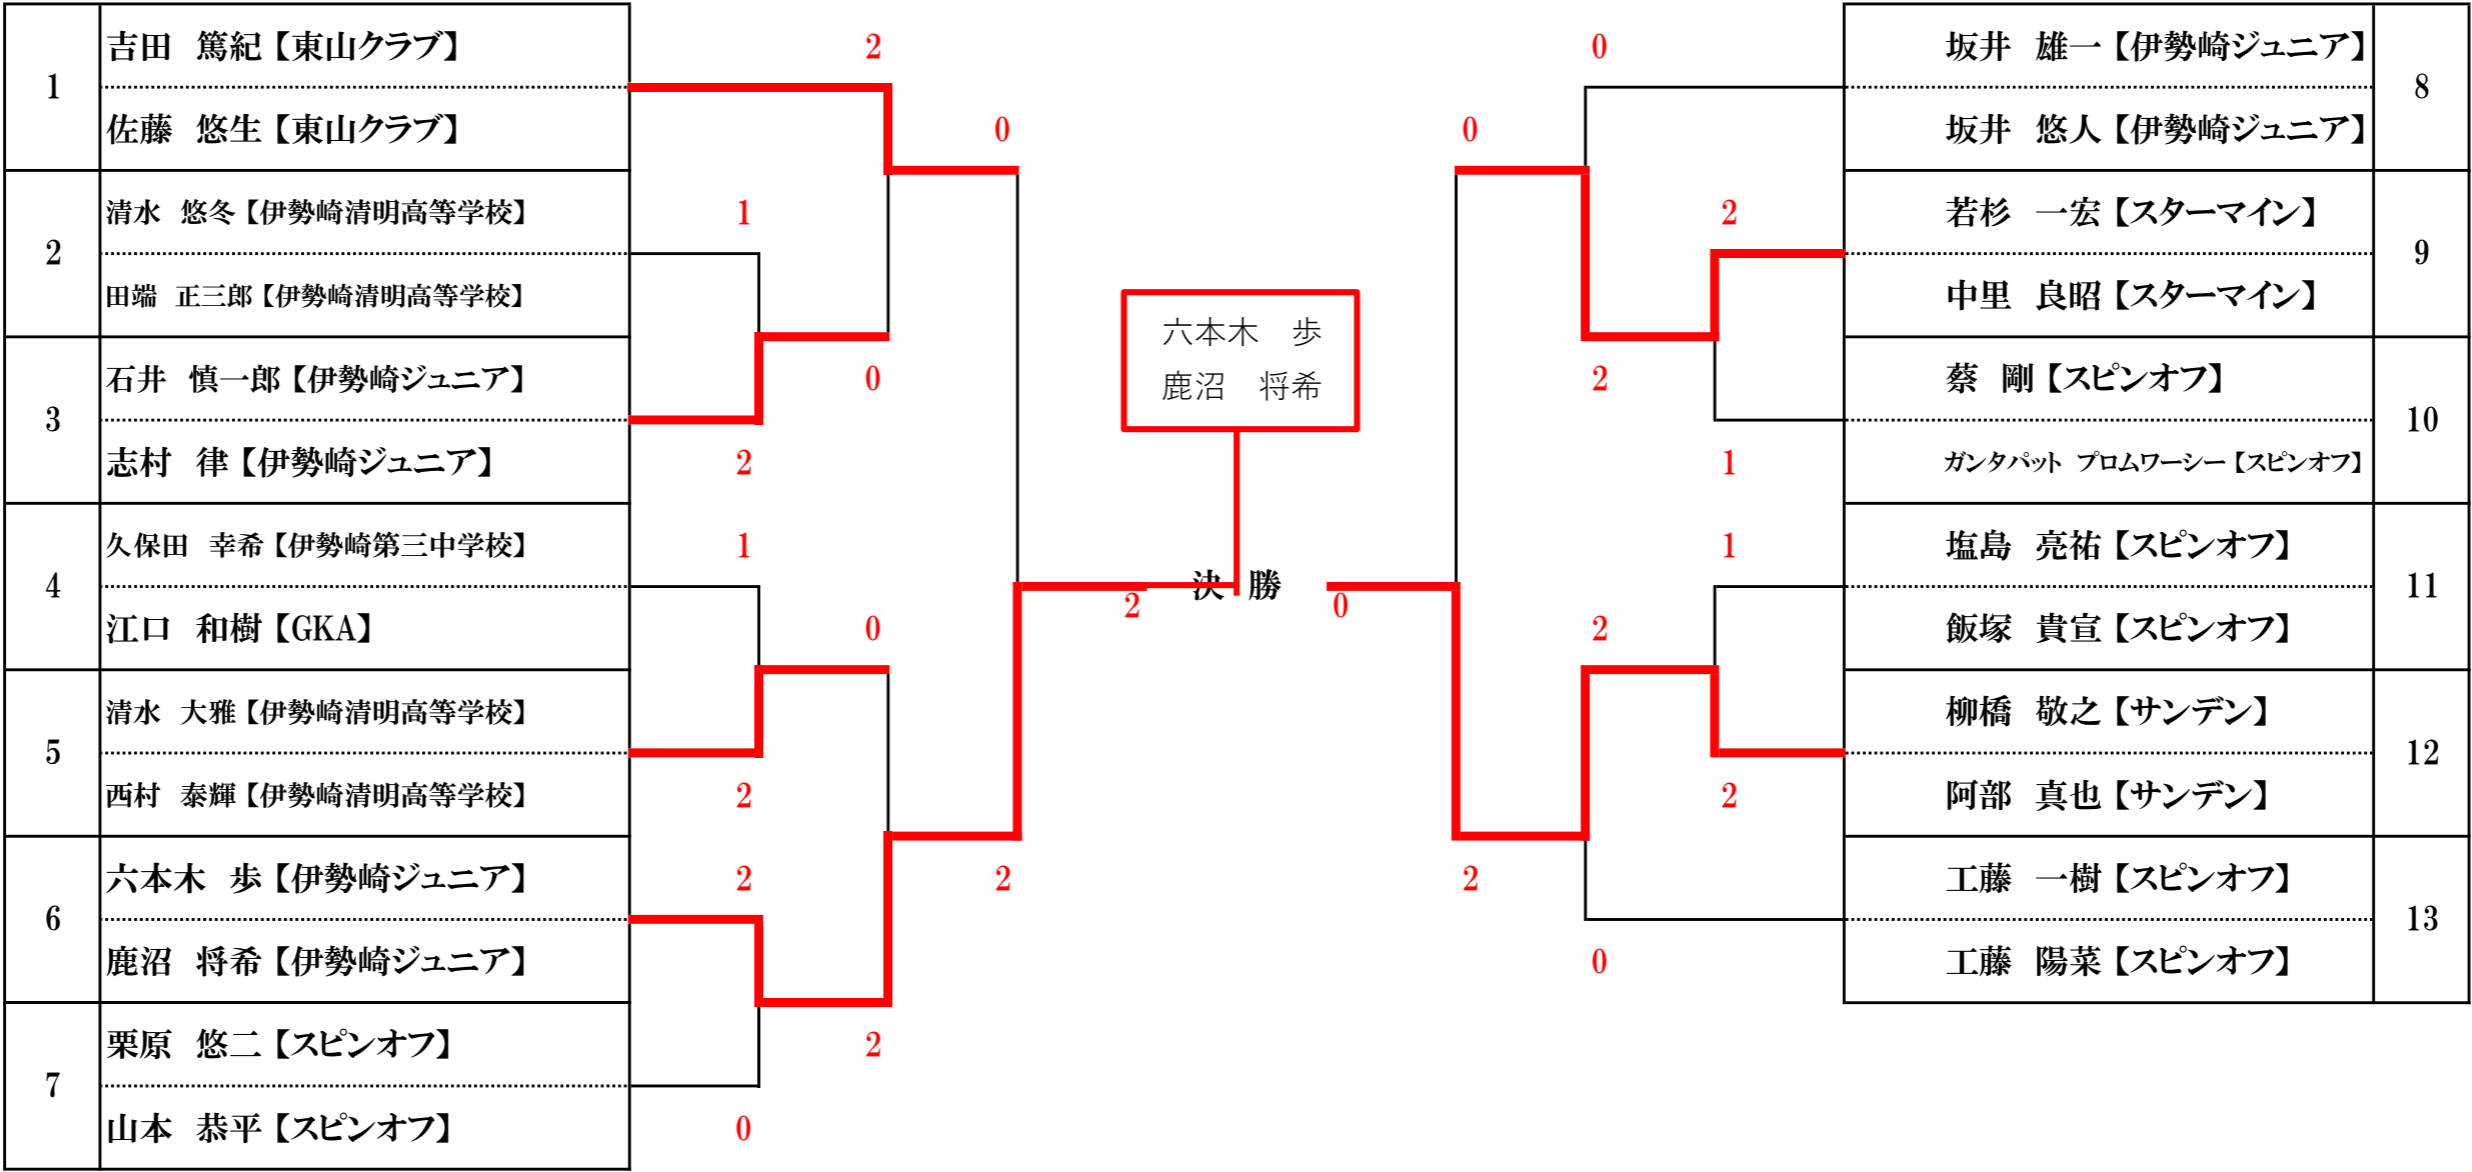 1
吉田　篤紀【東山クラブ】
佐藤　悠生【東山クラブ】
2
清水　悠冬【伊勢崎清明高等学校】
田端　正三郎【伊勢崎清明高等学校】
3
石井　慎一郎【伊勢崎ジュニア】
志村　律【伊勢崎ジュニア】
4
久保田　幸希【伊勢崎第三中学校】
江口　和樹【GKA】
5
清水　大雅【伊勢崎清明高等学校】
西村　泰輝【伊勢崎清明高等学校】
6
六本木　歩【伊勢崎ジュニア】
鹿沼　将希【伊勢崎ジュニア】
7
栗原　悠二【スピンオフ】
山本　恭平【スピンオフ】
1
2
1
2
2
0
2
0
0
2
0
2
六本木　歩
鹿沼　将希
決　勝
2
0
0
2
0
2
2
0
2
1
1
2
坂井　雄一【伊勢崎ジュニア】
坂井　悠人【伊勢崎ジュニア】
8
若杉　一宏【スターマイン】
中里　良昭【スターマイン】
9
蔡　剛【スピンオフ】
ガンタパット　プロムワーシー【スピンオフ】
10
塩島　亮祐【スピンオフ】
飯塚　貴宣【スピンオフ】
11
柳橋　敬之【サンデン】
阿部　真也【サンデン】
12
工藤　一樹【スピンオフ】
工藤　陽菜【スピンオフ】
13